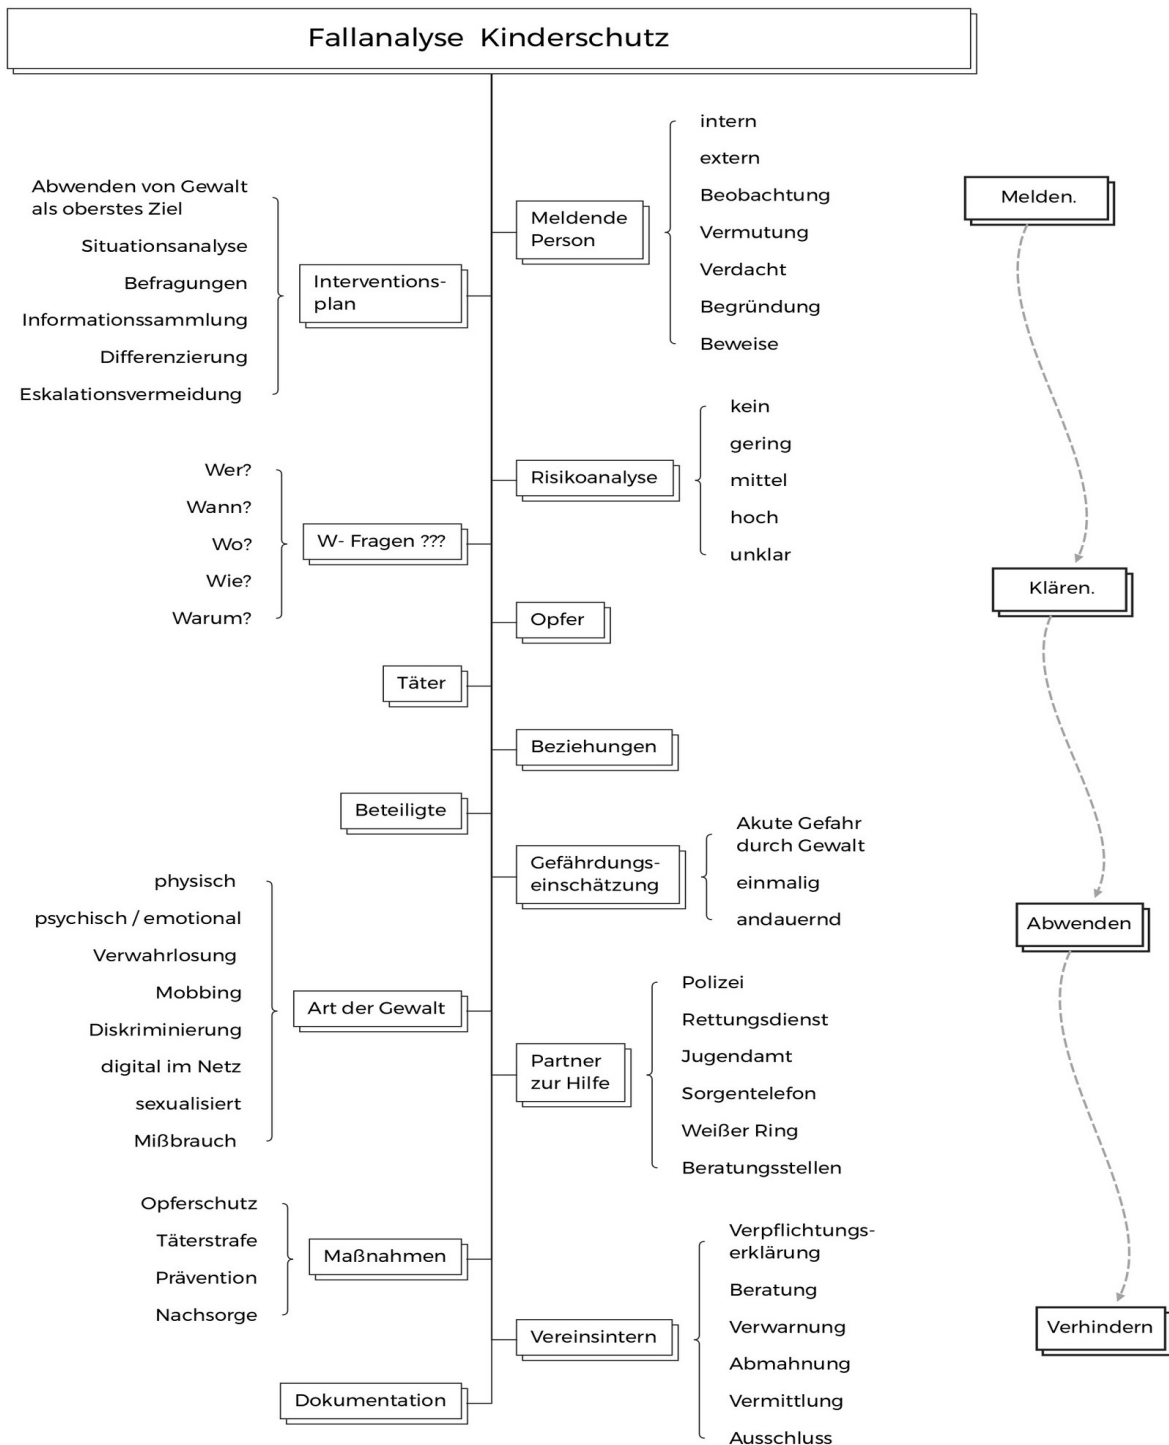 Fallanalyse Kinderschutz
Abwenden von Gewalt
als oberstes Ziel
Situationsanalyse
Befragungen
Informationssammlung
Differenzierung
Eskalationsvermeidung
Interventions-
plan
Meldende
Person
intern
extern
Beobachtung
Vermutung
Verdacht
Begründung
Beweise
Wer?
Wann?
Wo?
Wie?
Warum?
W- Fragen ???
Risikoanalyse
kein
gering
mittel
hoch
unklar
Opfer
Täter
Beziehungen
Beteiligte
Gefährdungs-
einschätzung
Akute Gefahr
durch Gewalt
einmalig
andauernd
physisch
psychisch / emotional
Verwahrlosung
Mobbing
Diskriminierung
digital im Netz
sexualisiert
Mißbrauch
Art der Gewalt
Partner
zur Hilfe
Polizei
Rettungsdienst
Jugendamt
Sorgentelefon
Weißer Ring
Beratungsstellen
Opferschutz
Täterstrafe
Prävention
Nachsorge
Maßnahmen
Vereinsintern
Verpflichtungs-
erklärung
Beratung
Verwarnung
Abmahnung
Vermittlung
Ausschluss
Dokumentation
Melden.
Klären.
Abwenden
Verhindern